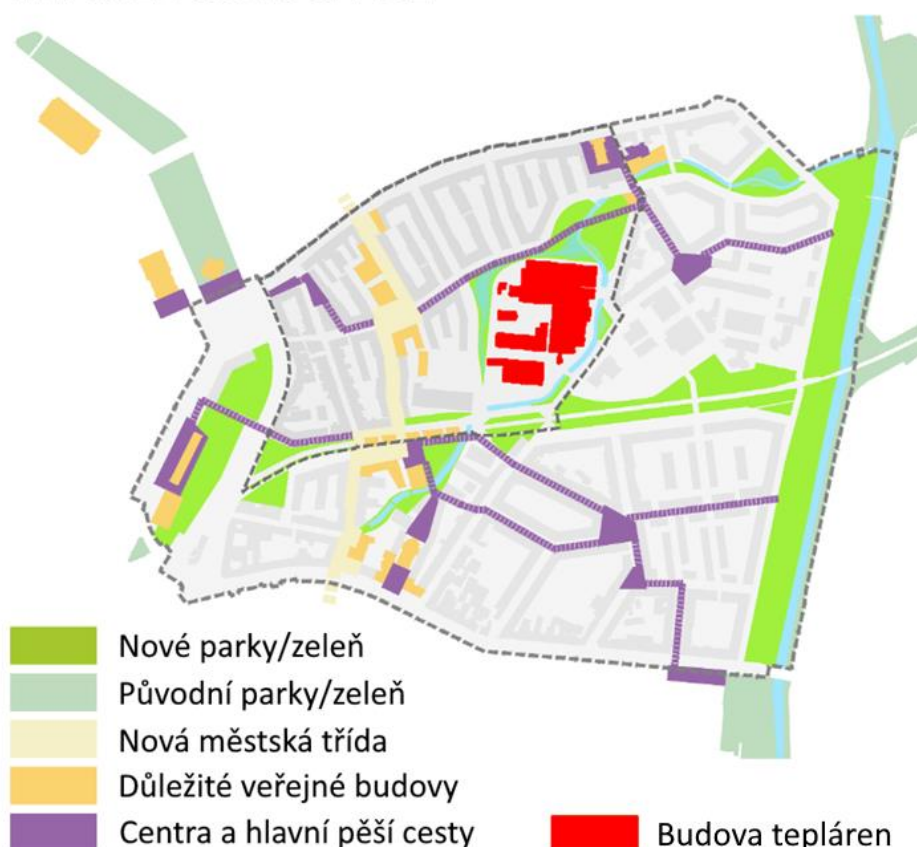 Nové parky/zeleň
Původní parky/zeleň
Nová městská třída
Důležité veřejné budovy
Centra a hlavní pěší cesty
Budova tepláren